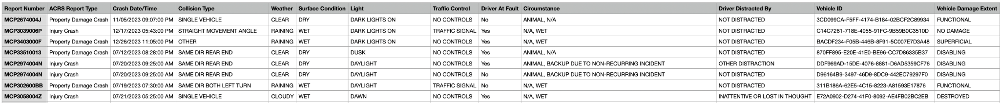 Report Number ACRS Report Type Crash Date/Time Collision Type Weather Surface Condition Light Traffic Control Driver At Fault Circumstance Driver Distracted By Vehicle ID Vehicle Damage Extent
MCP2674004J Property Damage Crash 11/05/2023 09:07:00 PM SINGLE VEHICLE CLEAR DRY DARK LIGHTS ON NO CONTROLS No ANIMAL, N/A NOT DISTRACTED 3CD099CA-F5FF-4174-B184-02BCF2C89934 FUNCTIONAL
MCP3039006P Injury Crash 12/17/2023 05:43:00 PM STRAIGHT MOVEMENT ANGLE RAINING WET DARK LIGHTS ON TRAFFIC SIGNAL Yes N/A, WET NOT DISTRACTED C14C7261-718E-4055-91FC-9B59B0C3510D NO DAMAGE
MCP3403000F Property Damage Crash 12/26/2023 11:05:00 PM OTHER RAINING WET DARK LIGHTS ON NO CONTROLS Yes N/A, WET NOT DISTRACTED BACDF234-F05B-446B-8F91-5C007E7D3A48 SUPERFICIAL
MCP33510013 Property Damage Crash 07/12/2023 08:28:00 PM SAME DIR REAR END CLEAR DRY DUSK NO CONTROLS Yes ANIMAL, N/A NOT DISTRACTED 870FF895-E20E-41E0-BE96-CC7D86335B37 DISABLING
MCP2974004N Injury Crash 07/20/2023 09:25:00 AM SAME DIR REAR END CLEAR DRY DAYLIGHT NO CONTROLS Yes ANIMAL, BACKUP DUE TO NON-RECURRING INCIDENT OTHER DISTRACTION DDF969AD-15DE-4076-8881-D6AD5359CF76 DISABLING
MCP2974004N Injury Crash 07/20/2023 09:25:00 AM SAME DIR REAR END CLEAR DRY DAYLIGHT NO CONTROLS No ANIMAL, BACKUP DUE TO NON-RECURRING INCIDENT NOT DISTRACTED D96164B9-3497-46D9-8DC9-442EC79297F0 DISABLING
MCP302600BB Property Damage Crash 07/19/2023 07:30:00 AM SAME DIR BOTH LEFT TURN RAINING WET DAYLIGHT TRAFFIC SIGNAL No N/A, WET NOT DISTRACTED 311B186A-62E5-4C15-8223-A81593E17876 FUNCTIONAL
MCP3058004Z Injury Crash 07/21/2023 05:25:00 AM SINGLE VEHICLE CLOUDY WET DAWN NO CONTROLS Yes N/A, WET INATTENTIVE OR LOST IN THOUGHT E72A0902-D274-41F0-8092-AE4FB02BC2EB DESTROYED